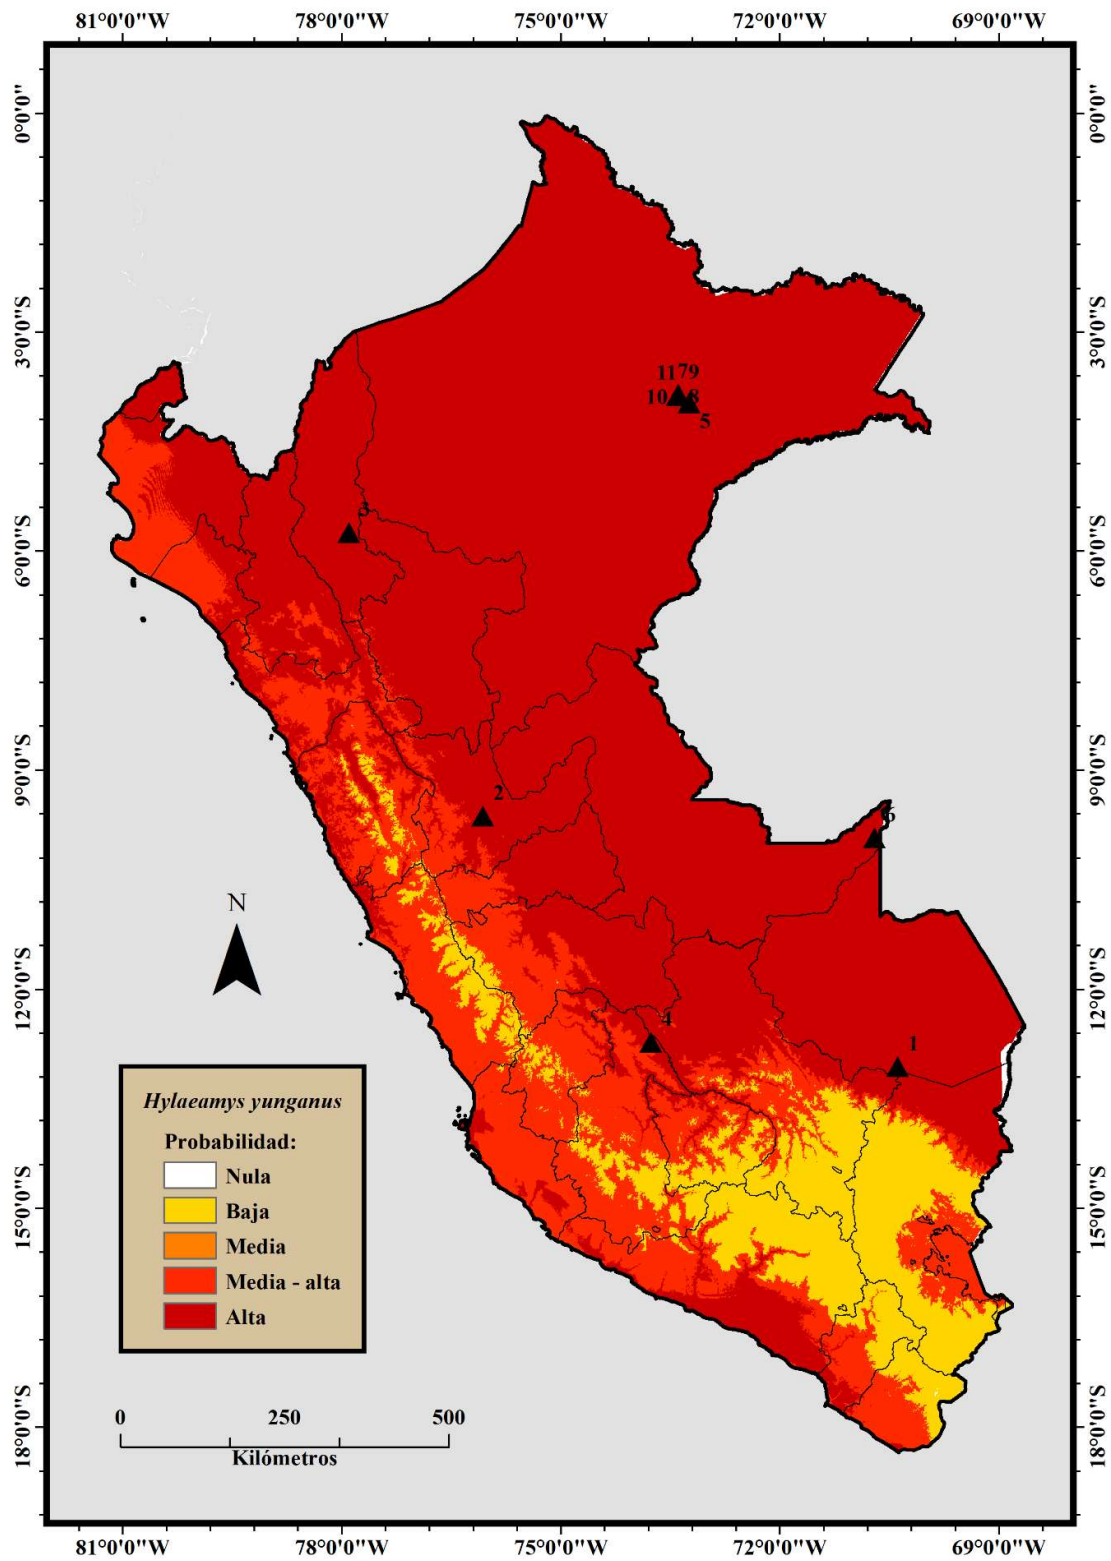 81°0'0"W 78°0'0"W 75°0'0"W 72°0'0"W 69°0'0"W
0°0'0" 0°0'0"
3°0'0"S 3°0'0"S
1179
10 8
5
3
6°0'0"S 6°0'0"S
9°0'0"S 9°0'0"S
2
6
N
12°0'0"S 12°0'0"S
4
1
Hylaeamys yunganus
Probabilidad:
Nula
Baja
Media
Media - alta
Alta
15°0'0"S 15°0'0"S
0 250 500
Kilómetros
18°0'0"S 18°0'0"S
81°0'0"W 78°0'0"W 75°0'0"W 72°0'0"W 69°0'0"W